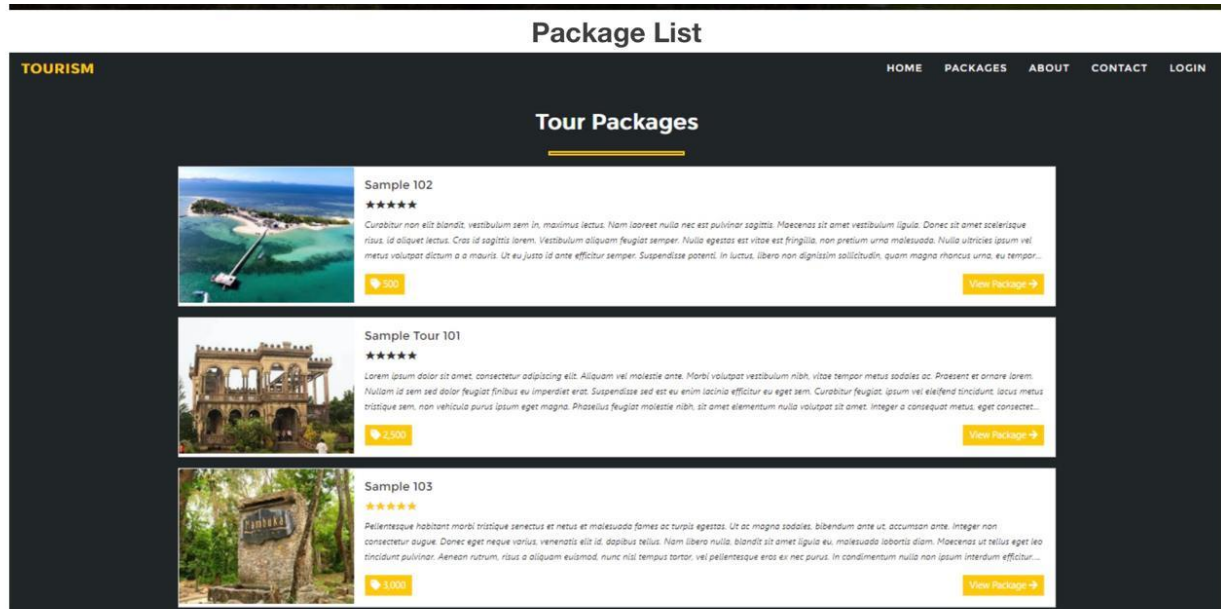 Package List
TOURISM
HOME PACKAGES ABOUT CONTACT LOGIN
Tour Packages
Sample 102
★★★★★
Curabitur non elit blandit, vestibulum sem in, maximus lectus. Nam laoreet nulla nec est pulvinar sagittis. Maecenas sit amet vestibulum ligula. Donec sit amet scelerisque
risus, id aliquet lectus. Cras id sagittis lorem. Vestibulum aliquam feugiat semper. Nulla egestas est vitae est fringilla, non pretium urna malesuada. Nulla ultricies ipsum vel
metus volutpat dictum a a mauris. Ut eu justo id ante efficitur semper. Suspendisse potenti. In luctus, libero non dignissim sollicitudin, quam magna rhoncus urna, eu tempor...
500
View Package →
Sample Tour 101
★★★★★
Lorem ipsum dolor sit amet, consectetur adipiscing elit. Aliquam vel molestie ante. Morbi volutpat vestibulum nibh, vitae tempor metus sodales ac. Praesent et ornare lorem.
Nullam id sem sed dolor feugiat finibus eu imperdiet erat. Suspendisse sed est eu enim lacinia efficitur eu eget sem. Curabitur feugiat, ipsum vel eleifend tincidunt, lacus metus
tristique sem, non vehicula purus ipsum eget magna. Phasellus feugiat molestie nibh, sit amet elementum nulla volutpat sit amet. Integer a consequat metus, eget consectet...
2,500
View Package →
Sample 103
★★★★★
Mambukal
Pellentesque habitant morbi tristique senectus et netus et malesuada fames ac turpis egestas. Ut ac magna sodales, bibendum ante ut, accumsan ante. Integer non
consectetur augue. Donec eget neque varius, venenatis elit id, dapibus tellus. Nam libero nulla, blandit sit amet ligula eu, malesuada lobortis diam. Maecenas ut tellus eget leo
tincidunt pulvinar. Aenean rutrum, risus a aliquam euismod, nunc nisl tempus tortor, vel pellentesque eros ex nec purus. In condimentum nulla non ipsum interdum efficitur....
3,000
View Package →